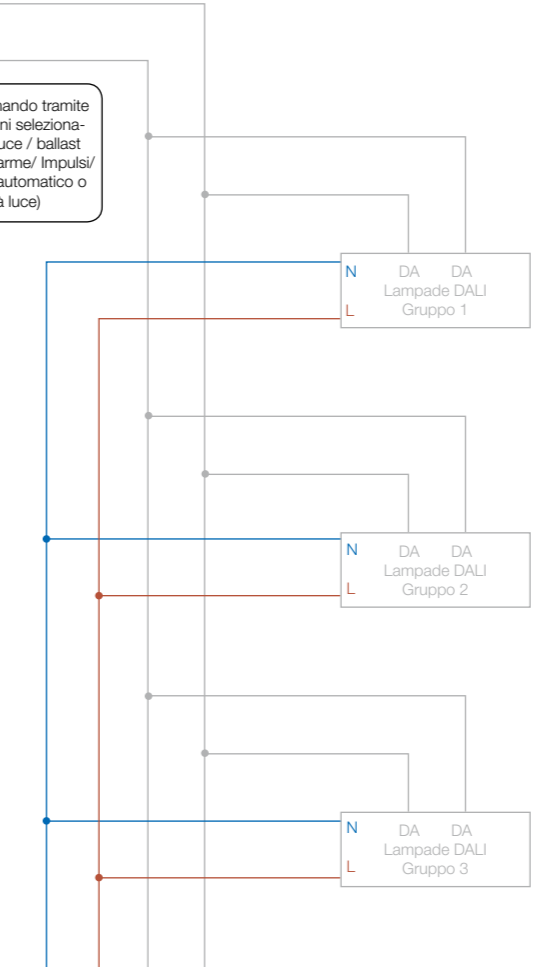 ando tramite
ni seleziona-
uce / ballast
arme/ Impulsi/
automatico o
à luce)
N DA DA
Lampade DALI
L Gruppo 1
N DA DA
Lampade DALI
L Gruppo 2
N DA DA
Lampade DALI
L Gruppo 3